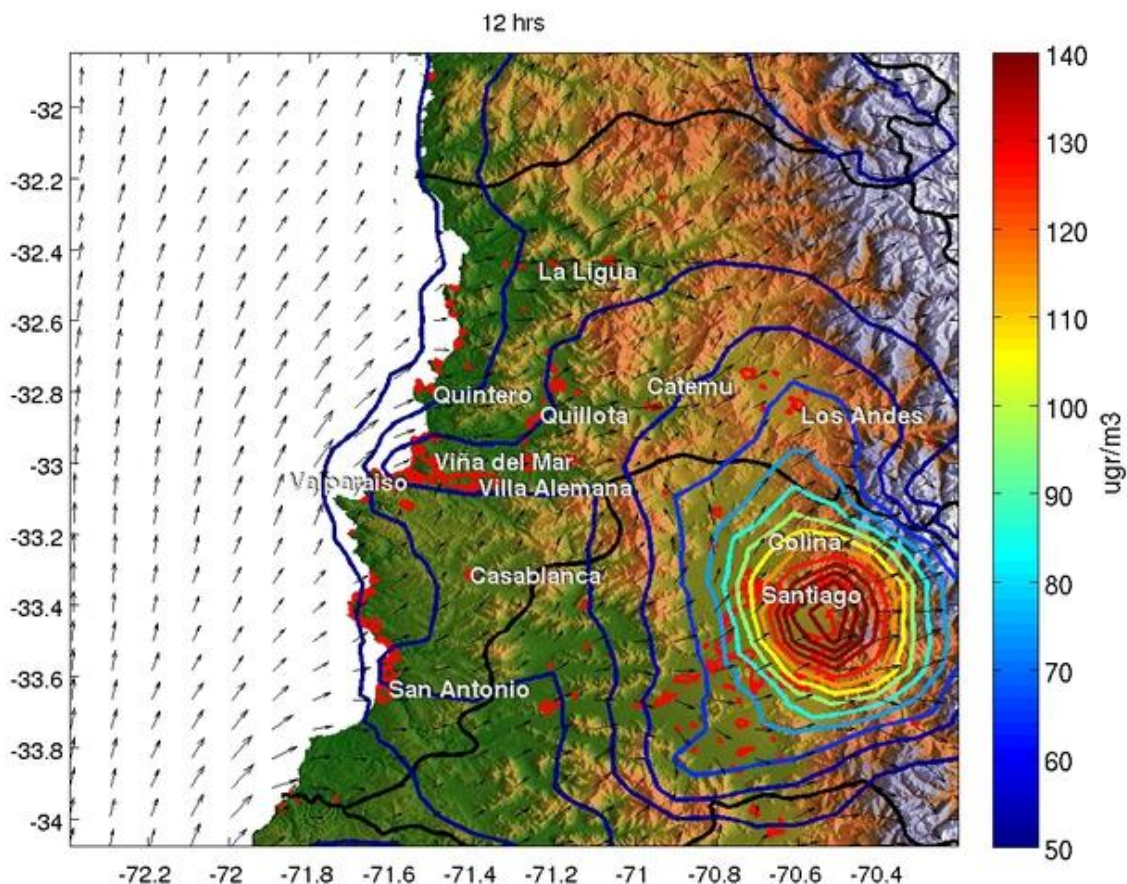 12 hrs
140
-32
130
-32.2
120
-32.4
La Ligua
110
-32.6
Quintero
Catemu
-32.8
Quillota
Los Andes
100
-33
Viña del Mar
Valparaiso
Villa Alemana
90
-33.2
Colina
Casablanca
Santiago
80
-33.4
-33.6
San Antonio
70
-33.8
60
-34
50
-72.2 -72 -71.8 -71.6 -71.4 -71.2 -71 -70.8 -70.6 -70.4
ugr/m3